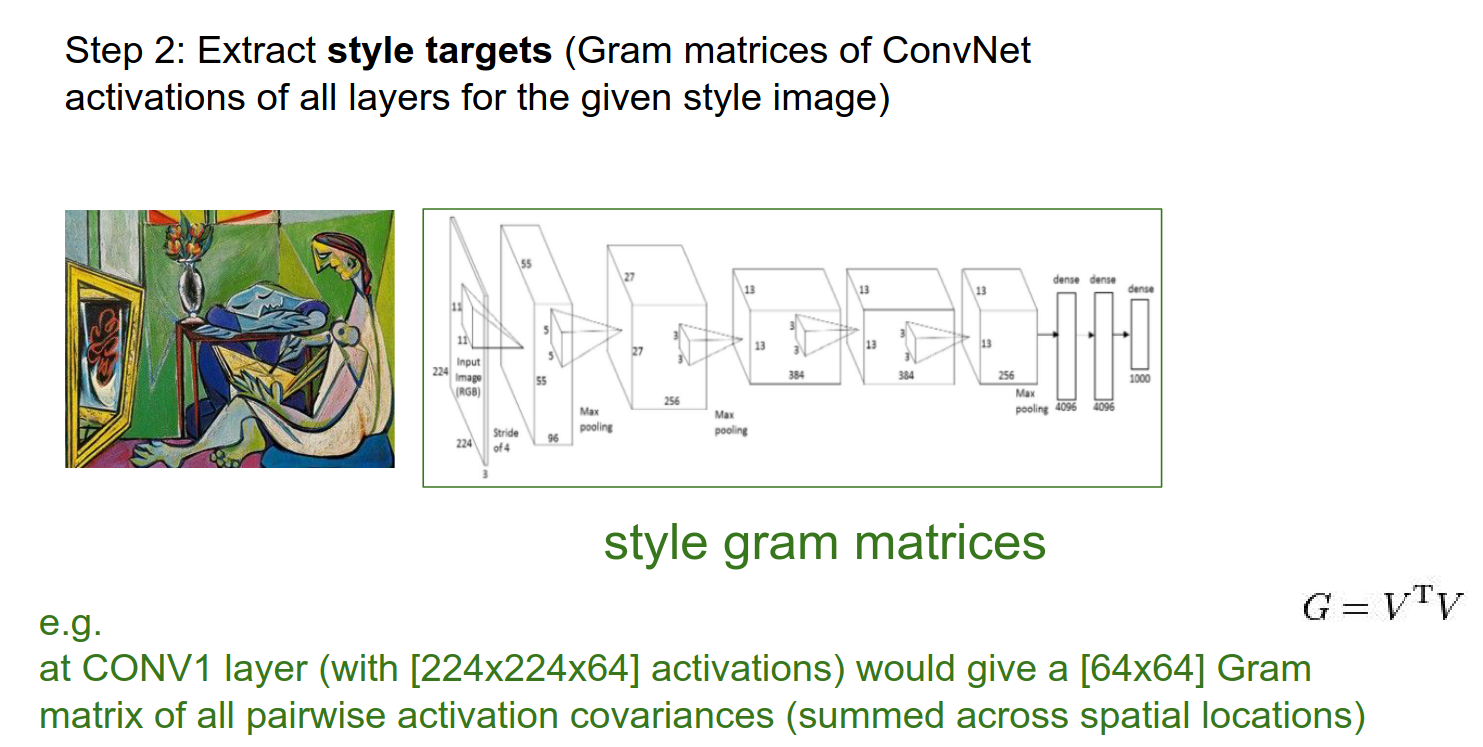 Step 2: Extract style targets (Gram matrices of ConvNet
activations of all layers for the given style image)
11
11
Input
Image
(RGB)
224
224
3
Stride
of 4
55
5
5
55
96
Max
pooling
27
3
3
27
256
Max
pooling
13
3
3
13
384
13
3
3
13
384
13
13
256
Max
pooling
dense
4096
dense
4096
dense
1000
style gram matrices
G = VᵀV
e.g.
at CONV1 layer (with [224x224x64] activations) would give a [64x64] Gram
matrix of all pairwise activation covariances (summed across spatial locations)